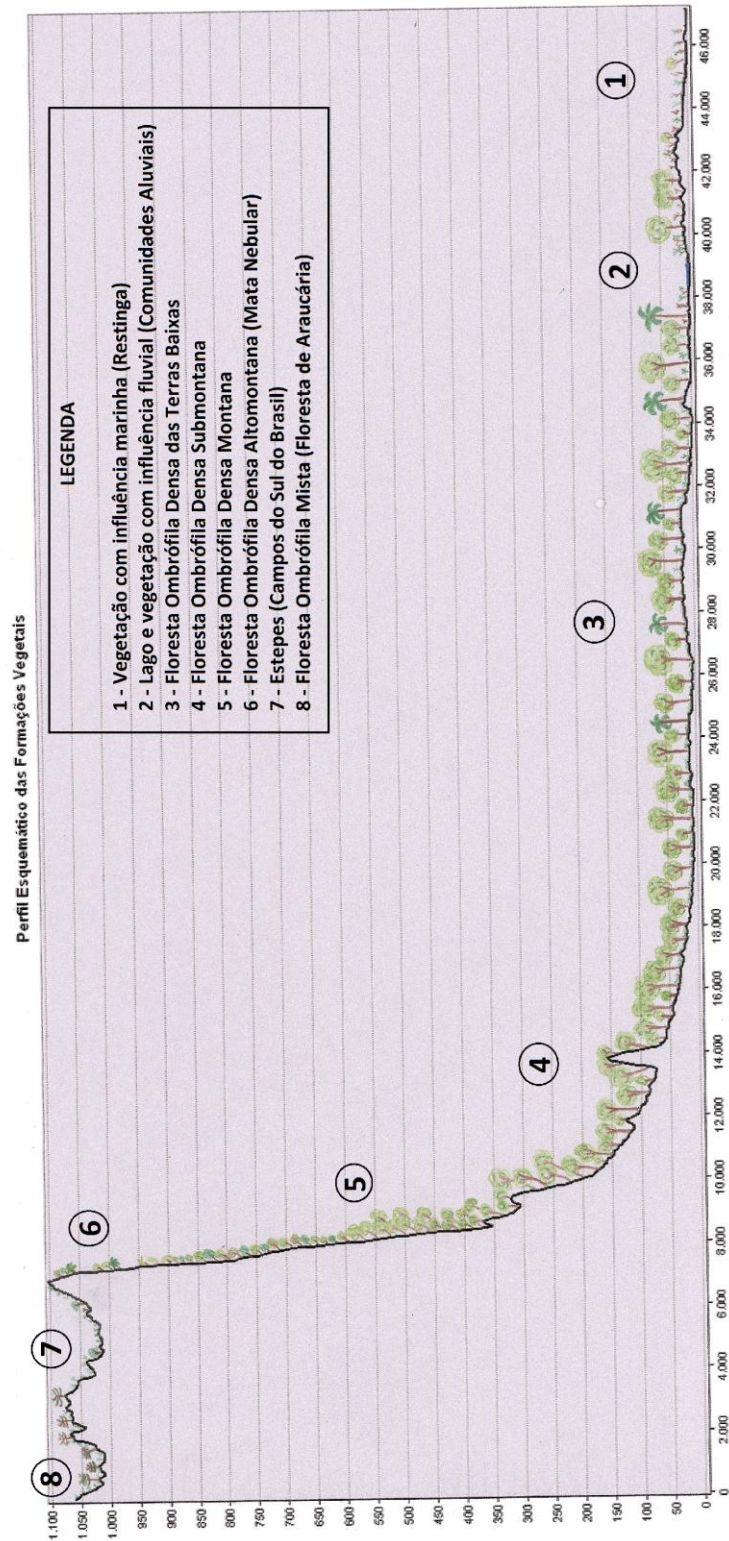 Perfil Esquemático das Formações Vegetais
LEGENDA
1 - Vegetação com influência marinha (Restinga)
2 - Lago e vegetação com influência fluvial (Comunidades Aluviais)
3 - Floresta Ombrófila Densa das Terras Baixas
4 - Floresta Ombrófila Densa Submontana
5 - Floresta Ombrófila Densa Montana
6 - Floresta Ombrófila Densa Altomontana (Mata Nebular)
7 - Estepes (Campos do Sul do Brasil)
8 - Floresta Ombrófila Mista (Floresta de Araucária)
8
7
6
5
4
3
2
1
1.100
1.050
1.000
950
900
850
800
750
700
650
600
550
500
450
400
350
300
250
200
150
100
50
0
0 2.000 4.000 6.000 8.000 10.000 12.000 14.000 16.000 18.000 20.000 22.000 24.000 26.000 28.000 30.000 32.000 34.000 36.000 38.000 40.000 42.000 44.000 46.000